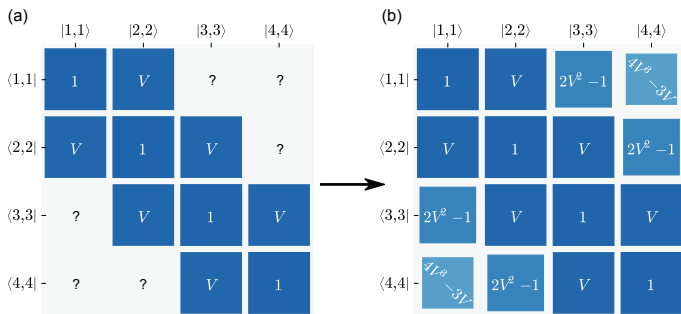 (a)
|1,1⟩ |2,2⟩ |3,3⟩ |4,4⟩
⟨1,1| 1 V ? ?
⟨2,2| V 1 V ?
⟨3,3| ? V 1 V
⟨4,4| ? ? V 1
(b)
|1,1⟩ |2,2⟩ |3,3⟩ |4,4⟩
⟨1,1| 1 V 2V² −1 4V³ −3V
⟨2,2| V 1 V 2V² −1
⟨3,3| 2V² −1 V 1 V
⟨4,4| 4V³ −3V 2V² −1 V 1